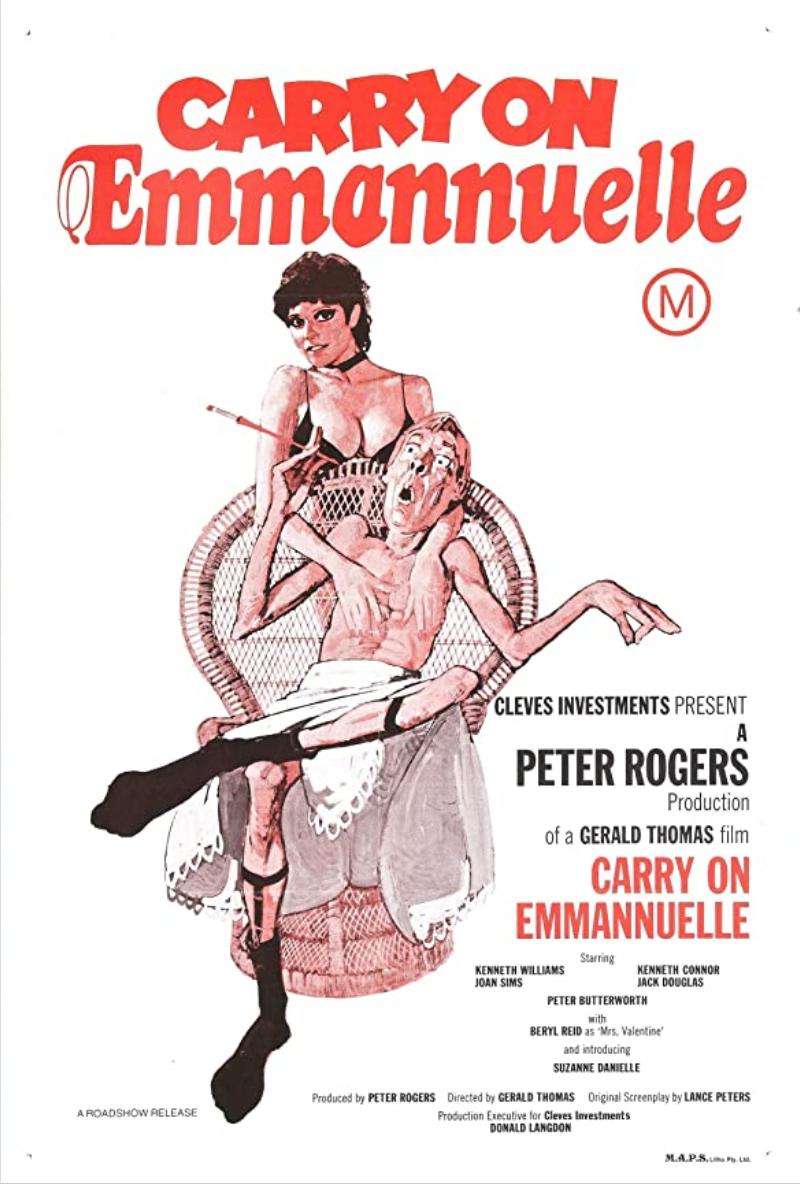 CARRY ON
Emmannuelle
M
CLEVES INVESTMENTS PRESENT
A
PETER ROGERS
Production
of a GERALD THOMAS film
CARRY ON
EMMANNUELLE
Starring
KENNETH WILLIAMS KENNETH CONNOR
JOAN SIMS JACK DOUGLAS
PETER BUTTERWORTH
with
BERYL REID as 'Mrs. Valentine'
and introducing
SUZANNE DANIELLE
Produced by PETER ROGERS Directed by GERALD THOMAS Original Screenplay by LANCE PETERS
Production Executive for Cleves Investments
DONALD LANGDON
A ROADSHOW RELEASE
M.A.P.S. Litho Pty. Ltd.